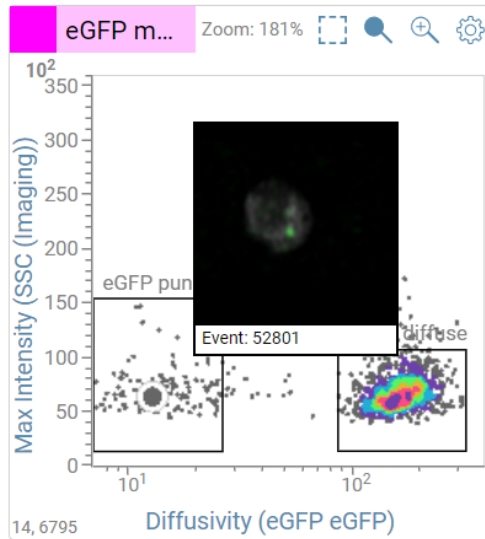 eGFP m...
Zoom: 181%
10²
350
300
250
200
150
100
50
0
Max Intensity (SSC (Imaging))
eGFP pun
Event: 52801
diffuse
10¹
10²
14, 6795
Diffusivity (eGFP eGFP)